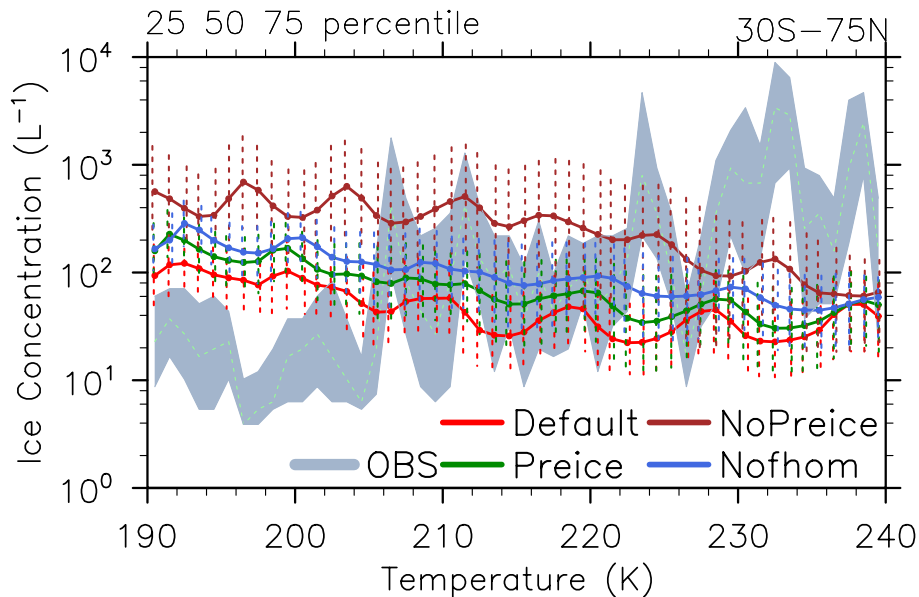 25 50 75 percentile 30S−75N
Ice Concentration (L⁻¹)
10⁴
10³
10²
10¹
10⁰
Default NoPreice
OBS Preice Nofhom
190 200 210 220 230 240
Temperature (K)